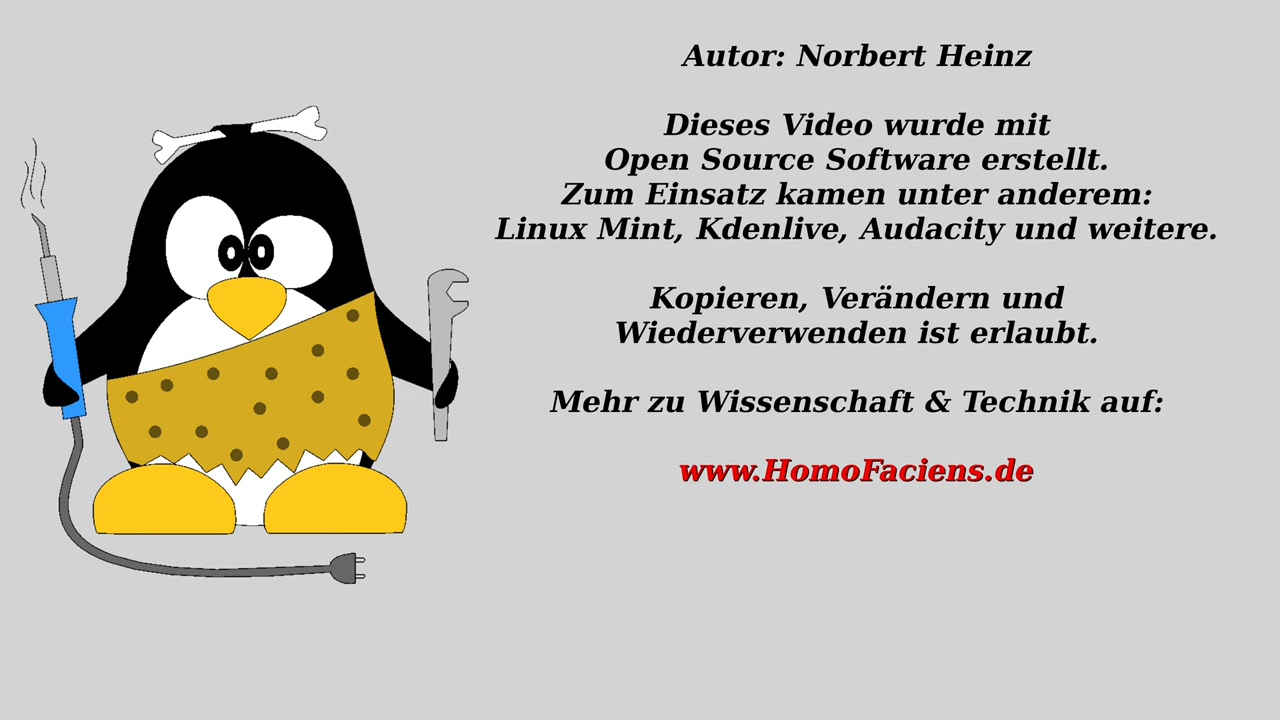 Autor: Norbert Heinz
Dieses Video wurde mit
Open Source Software erstellt.
Zum Einsatz kamen unter anderem:
Linux Mint, Kdenlive, Audacity und weitere.
Kopieren, Verändern und
Wiederverwenden ist erlaubt.
Mehr zu Wissenschaft & Technik auf:
www.HomoFaciens.de